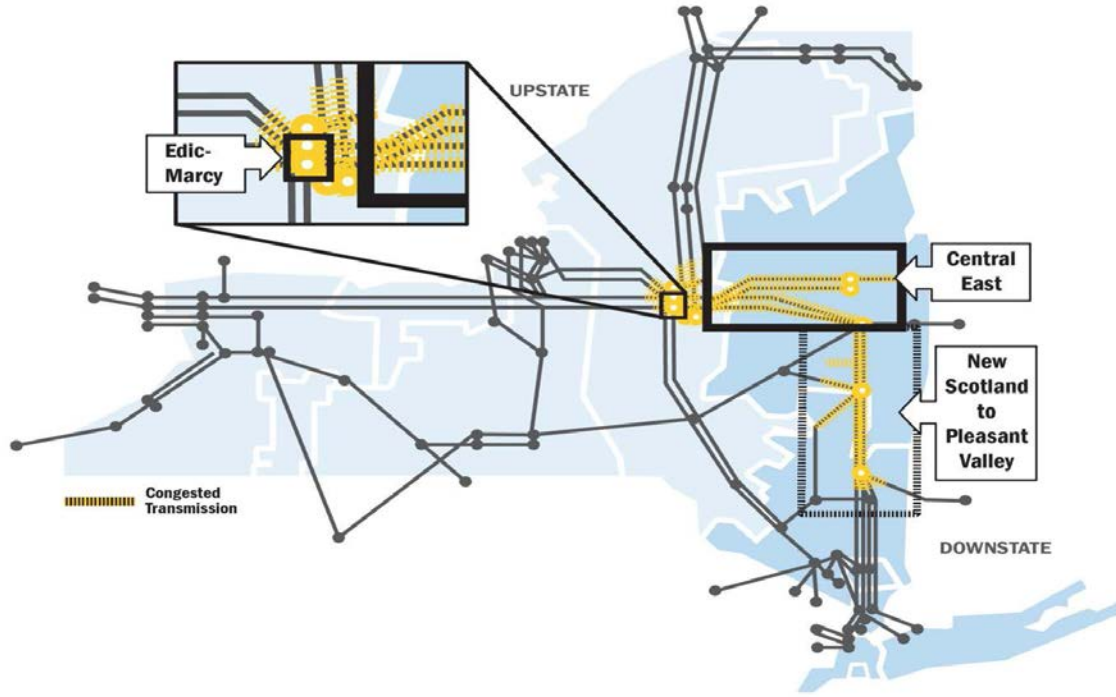 UPSTATE
Edic-
Marcy
Central
East
New
Scotland
to
Pleasant
Valley
Congested
Transmission
DOWNSTATE